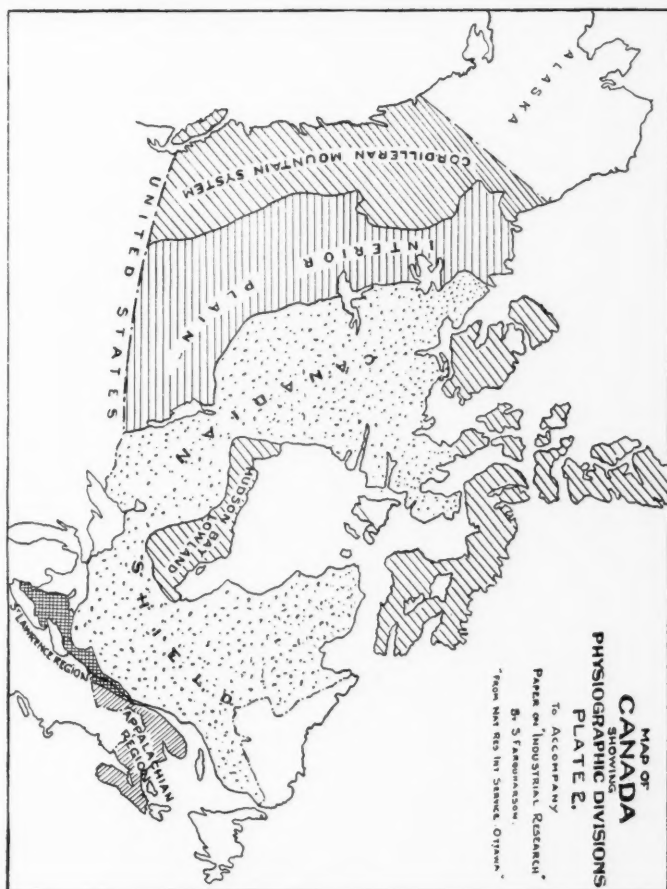 MAP OF
CANADA
SHOWING
PHYSIOGRAPHIC DIVISIONS
PLATE 2.
TO ACCOMPANY
PAPER ON "INDUSTRIAL RESEARCH"
BY S FARQUHARSON.
"FROM NAT RES INT SERVICE OTTAWA"
ALASKA
CORDILLERAN MOUNTAIN SYSTEM
INTERIOR
PLAIN
UNITED STATES
CANADIAN
SHIELD
HUDSON BAY
LOWLAND
ST LAWRENCE REGION
APPALACHIAN
REGION